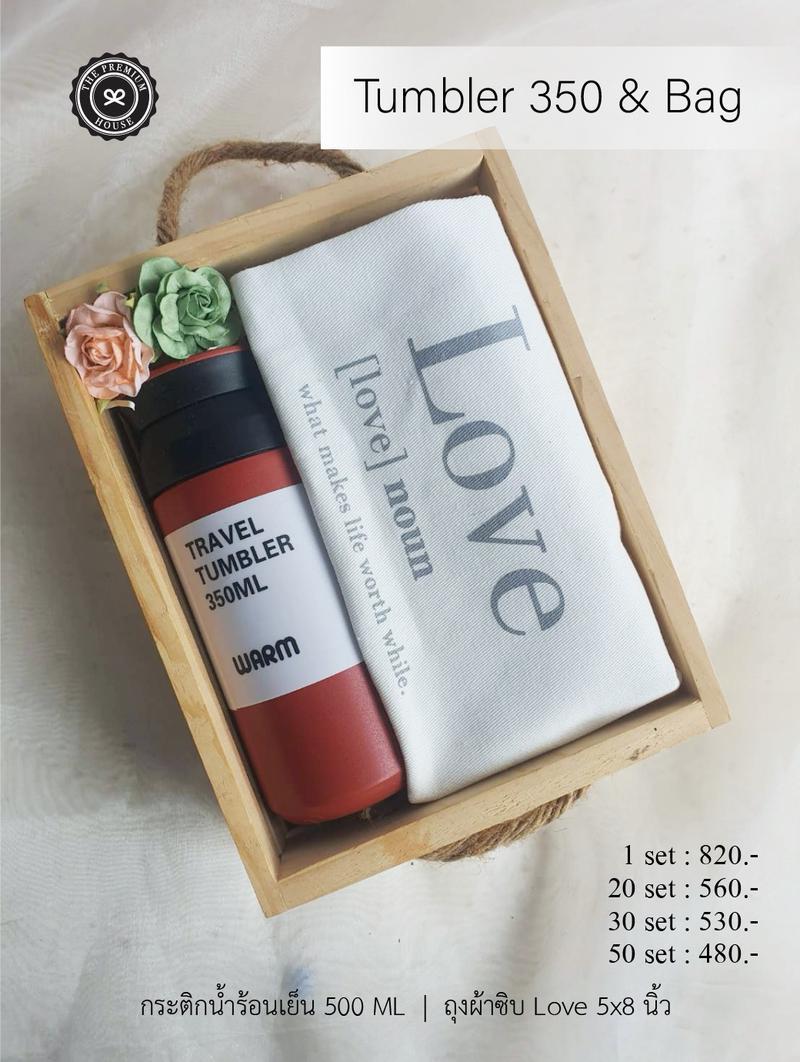 THE PREMIUM
HOUSE
Tumbler 350 & Bag
Love
[love] noun
what makes life worth while.
TRAVEL
TUMBLER
350ML
WARM
1 set : 820.-
20 set : 560.-
30 set : 530.-
50 set : 480.-
กระติกน้ำร้อนเย็น 500 ML | ถุงผ้าซิบ Love 5x8 นิ้ว